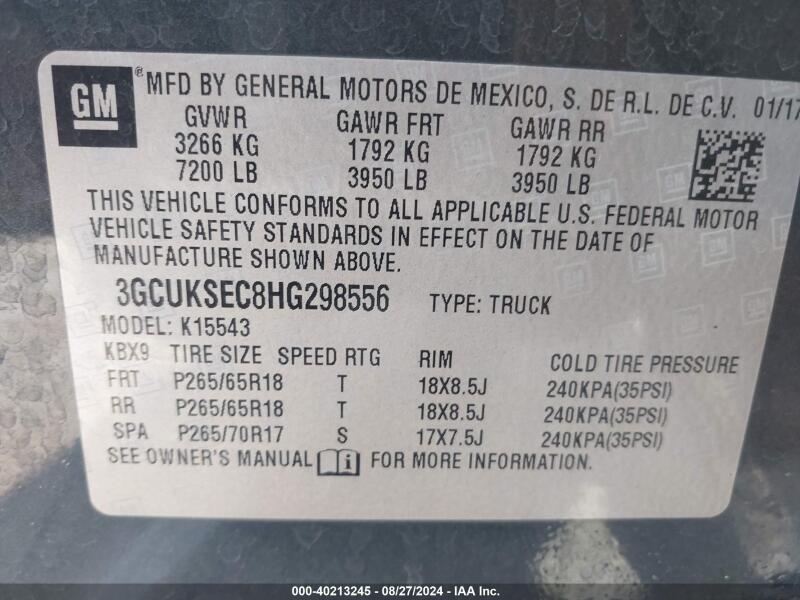 GM ® MFD BY GENERAL MOTORS DE MEXICO, S. DE R.L. DE C.V. 01/17
GVWR GAWR FRT GAWR RR
3266 KG 1792 KG 1792 KG
7200 LB 3950 LB 3950 LB
THIS VEHICLE CONFORMS TO ALL APPLICABLE U.S. FEDERAL MOTOR
VEHICLE SAFETY STANDARDS IN EFFECT ON THE DATE OF
MANUFACTURE SHOWN ABOVE.
3GCUKSEC8HG298556 TYPE: TRUCK
MODEL: K15543
KBX9 TIRE SIZE SPEED RTG RIM COLD TIRE PRESSURE
FRT P265/65R18 T 18X8.5J 240KPA(35PSI)
RR P265/65R18 T 18X8.5J 240KPA(35PSI)
SPA P265/70R17 S 17X7.5J 240KPA(35PSI)
SEE OWNER'S MANUAL i FOR MORE INFORMATION.
000-40213245 - 08/27/2024 - IAA Inc.